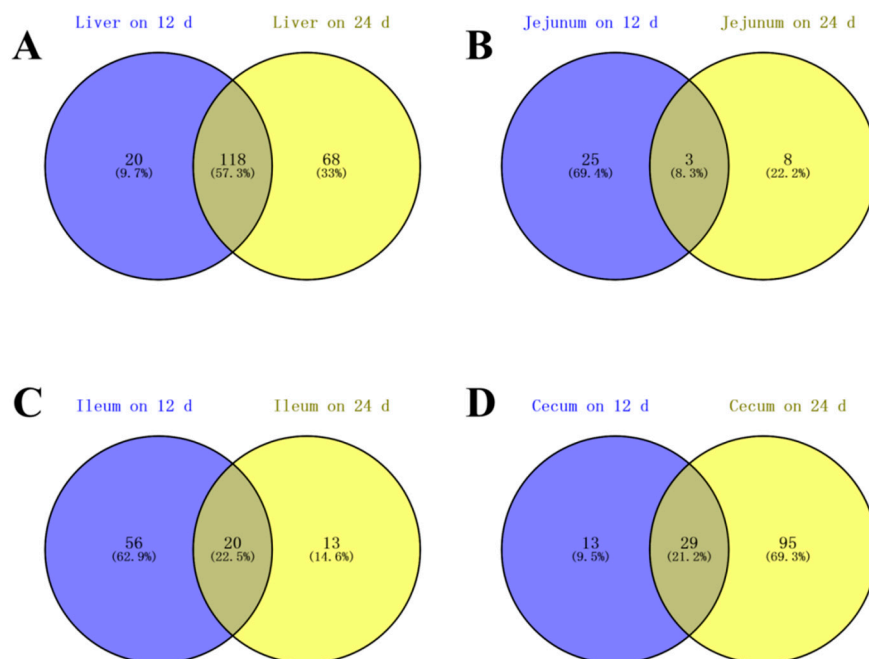 A
Liver on 12 d
Liver on 24 d
20
(9.7%)
118
(57.3%)
68
(33%)
B
Jejunum on 12 d
Jejunum on 24 d
25
(69.4%)
3
(8.3%)
8
(22.2%)
C
Ileum on 12 d
Ileum on 24 d
56
(62.9%)
20
(22.5%)
13
(14.6%)
D
Cecum on 12 d
Cecum on 24 d
13
(9.5%)
29
(21.2%)
95
(69.3%)